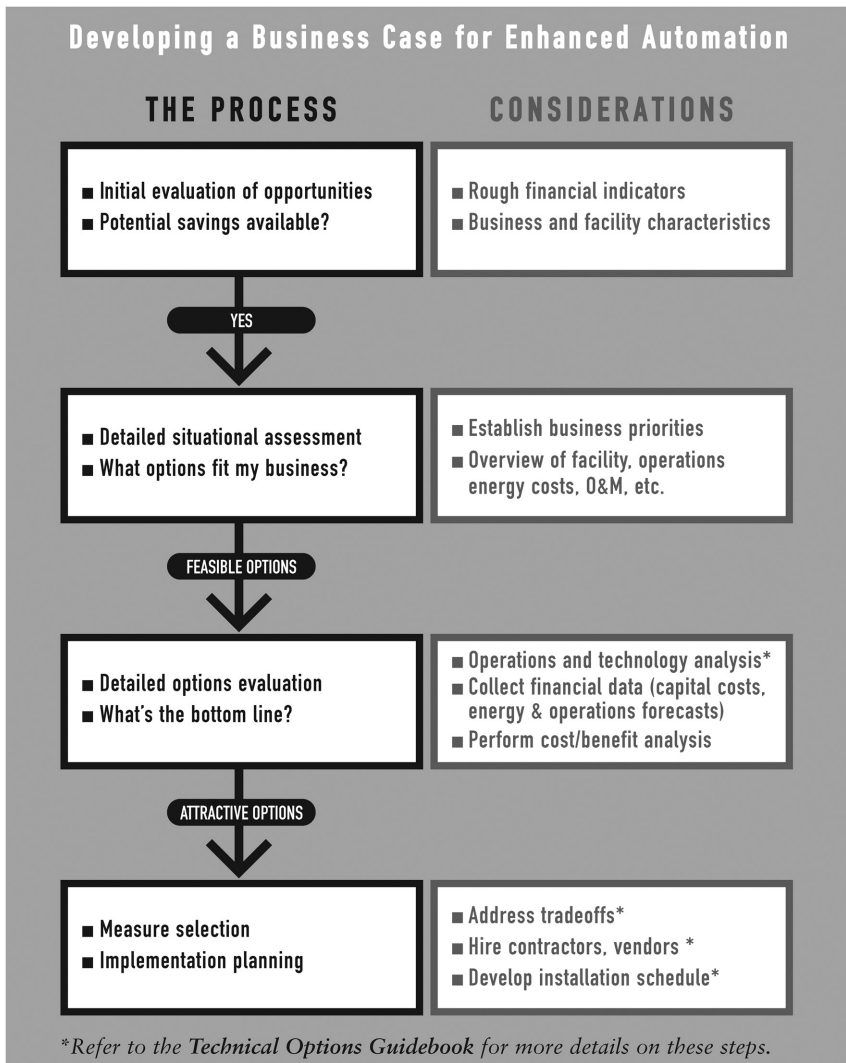 Developing a Business Case for Enhanced Automation
THE PROCESS
CONSIDERATIONS
■ Initial evaluation of opportunities
■ Potential savings available?
■ Rough financial indicators
■ Business and facility characteristics
YES
■ Detailed situational assessment
■ What options fit my business?
■ Establish business priorities
■ Overview of facility, operations
energy costs, O&M, etc.
FEASIBLE OPTIONS
■ Detailed options evaluation
■ What's the bottom line?
■ Operations and technology analysis*
■ Collect financial data (capital costs,
energy & operations forecasts)
■ Perform cost/benefit analysis
ATTRACTIVE OPTIONS
■ Measure selection
■ Implementation planning
■ Address tradeoffs*
■ Hire contractors, vendors *
■ Develop installation schedule*
*Refer to the Technical Options Guidebook for more details on these steps.